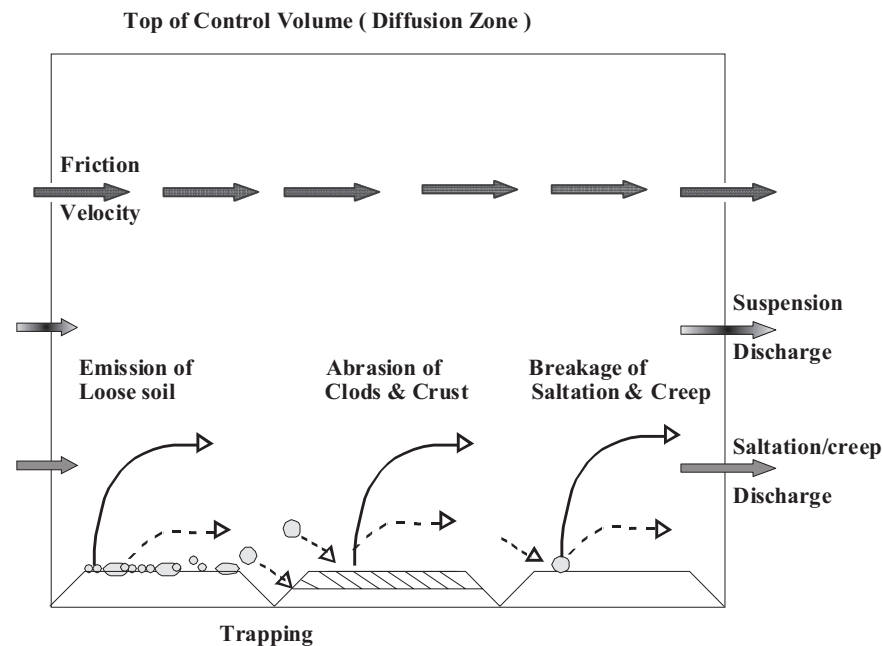 Top of Control Volume ( Diffusion Zone )
Friction
Velocity
Suspension
Discharge
Emission of
Loose soil
Abrasion of
Clods & Crust
Breakage of
Saltation & Creep
Saltation/creep
Discharge
Trapping